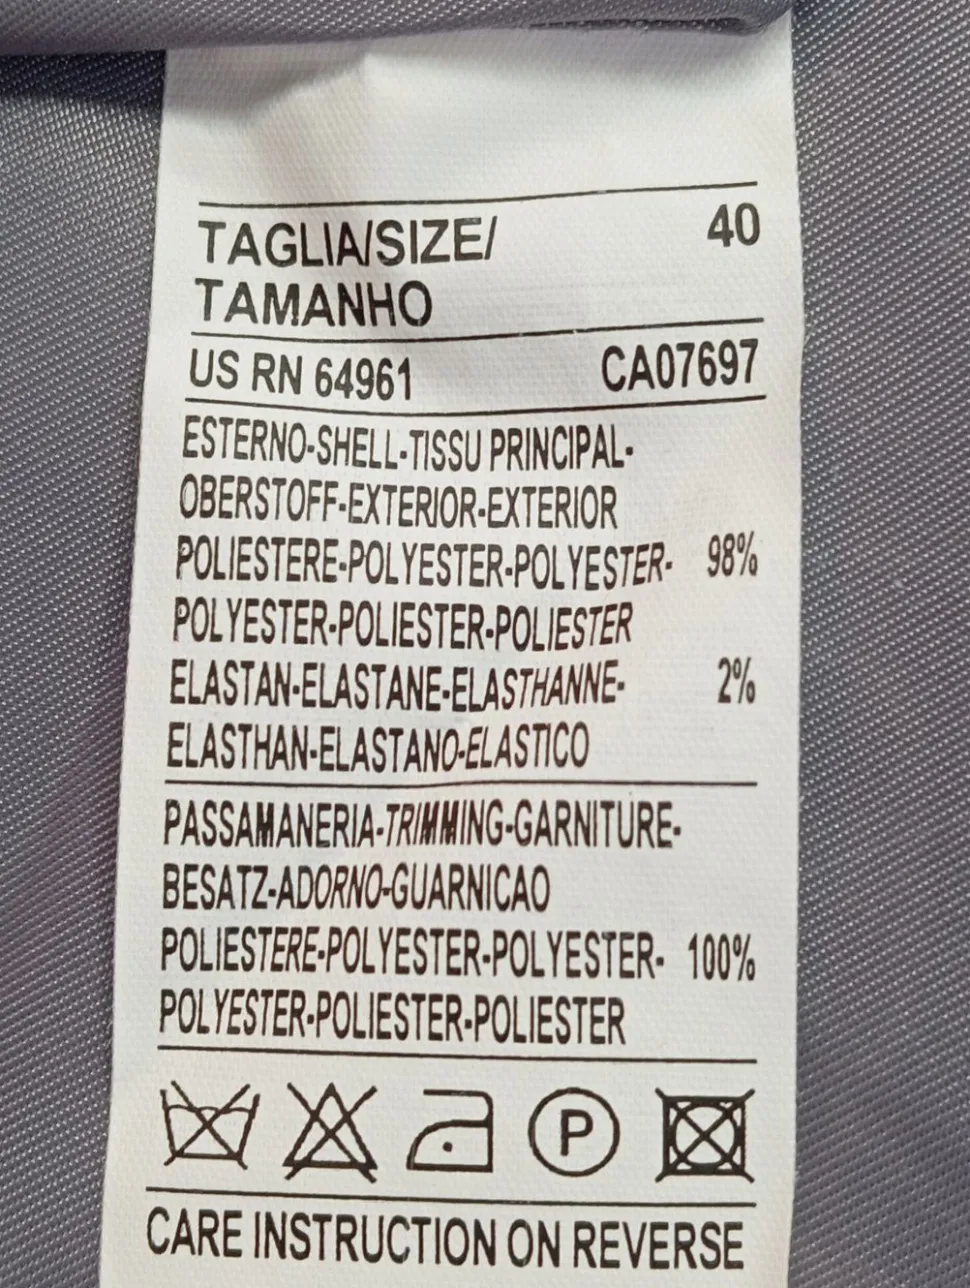 TAGLIA/SIZE/ 40
TAMANHO
US RN 64961 CA07697
ESTERNO-SHELL-TISSU PRINCIPAL-
OBERSTOFF-EXTERIOR-EXTERIOR
POLIESTERE-POLYESTER-POLYESTER- 98%
POLYESTER-POLIESTER-POLIESTER
ELASTAN-ELASTANE-ELASTHANNE- 2%
ELASTHAN-ELASTANO-ELASTICO
PASSAMANERIA-TRIMMING-GARNITURE-
BESATZ-ADORNO-GUARNICAO
POLIESTERE-POLYESTER-POLYESTER- 100%
POLYESTER-POLIESTER-POLIESTER
P
CARE INSTRUCTION ON REVERSE